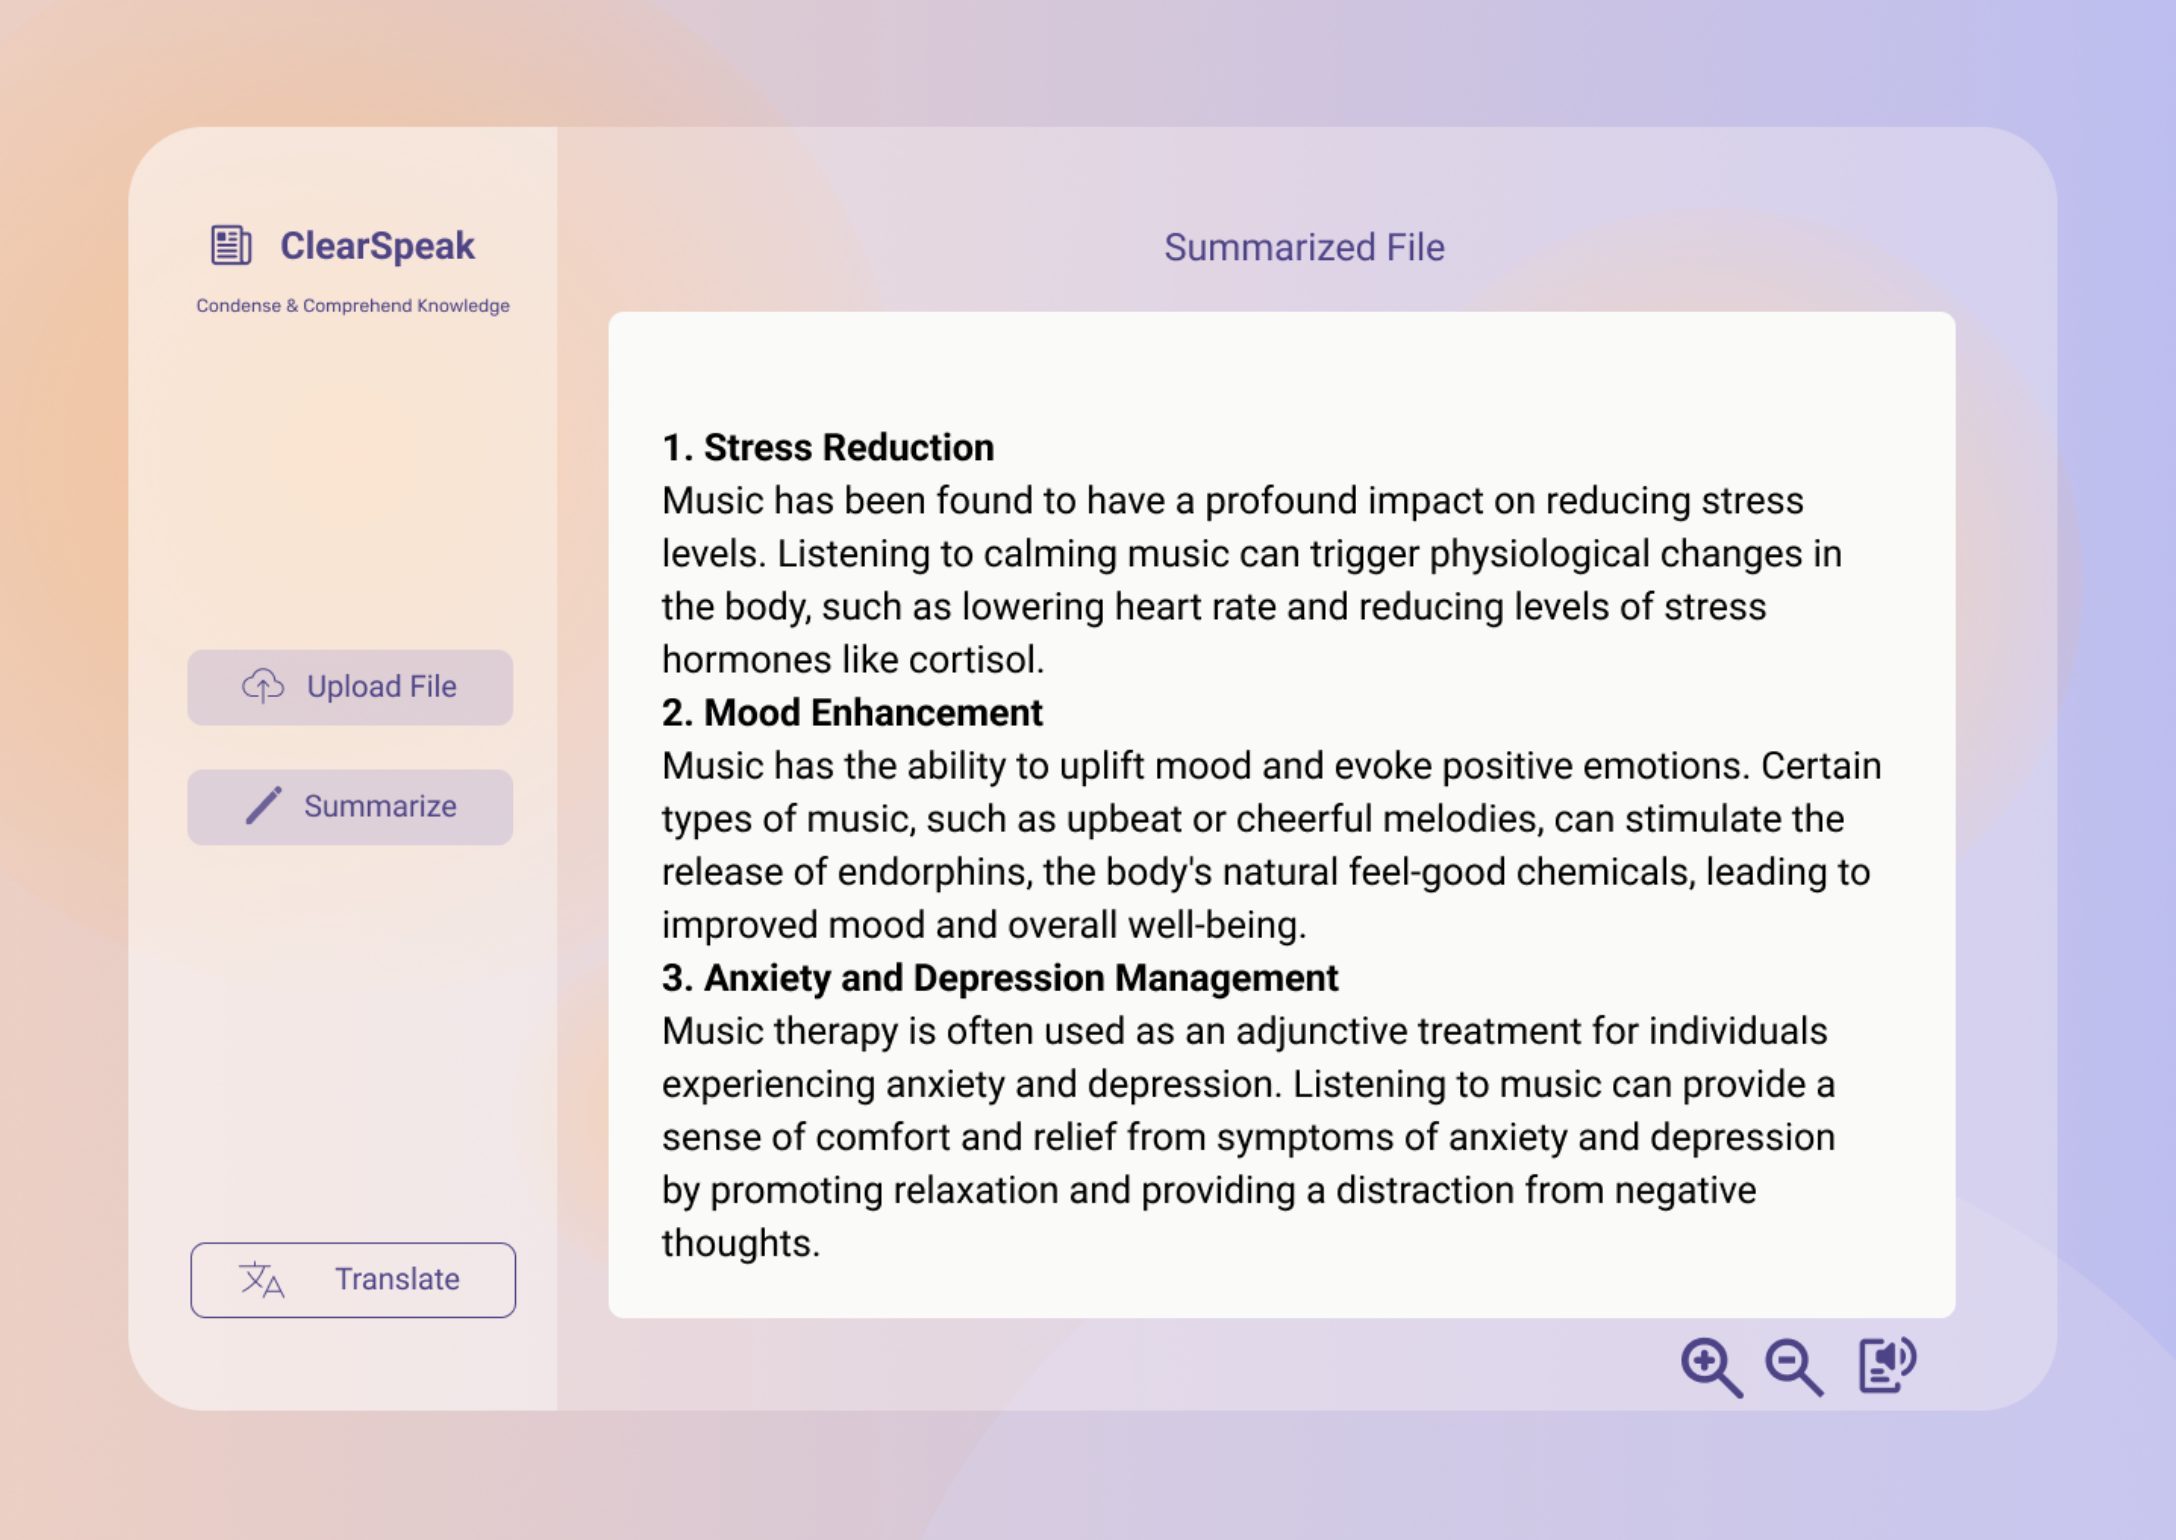 ClearSpeak
Condense & Comprehend Knowledge
Upload File
Summarize
文A Translate
Summarized File
1. Stress Reduction
Music has been found to have a profound impact on reducing stress
levels. Listening to calming music can trigger physiological changes in
the body, such as lowering heart rate and reducing levels of stress
hormones like cortisol.
2. Mood Enhancement
Music has the ability to uplift mood and evoke positive emotions. Certain
types of music, such as upbeat or cheerful melodies, can stimulate the
release of endorphins, the body's natural feel-good chemicals, leading to
improved mood and overall well-being.
3. Anxiety and Depression Management
Music therapy is often used as an adjunctive treatment for individuals
experiencing anxiety and depression. Listening to music can provide a
sense of comfort and relief from symptoms of anxiety and depression
by promoting relaxation and providing a distraction from negative
thoughts.